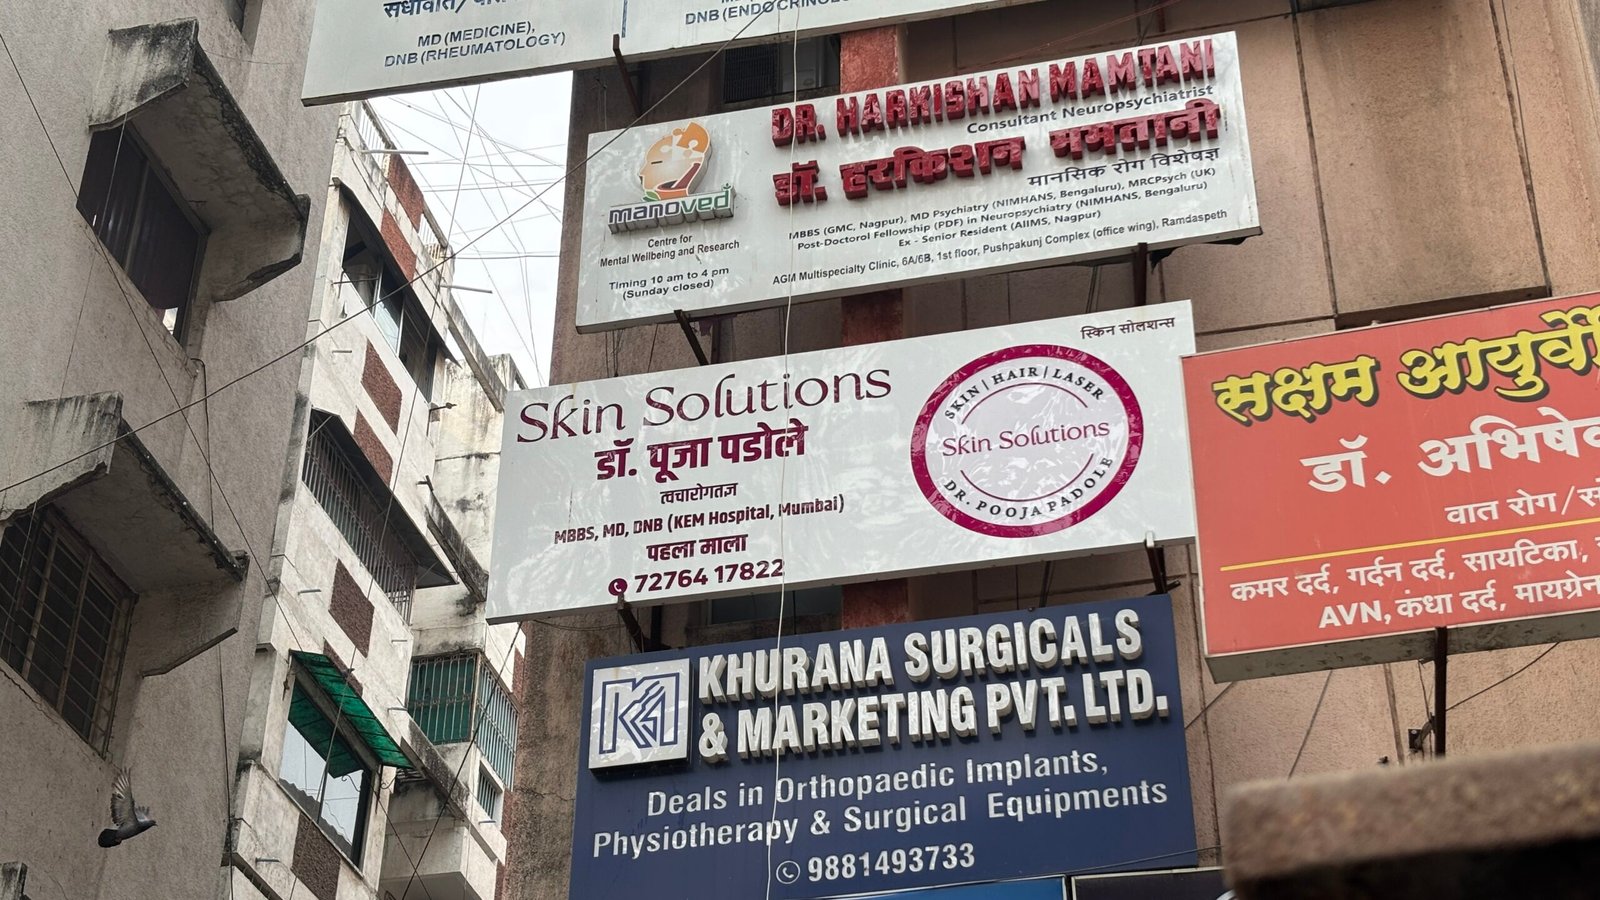 MD (MEDICINE),
DNB (RHEUMATOLOGY)
DR. HARKISHAN MAMTANI
Consultant Neuropsychiatrist
डॉ. हरकिशन ममतानी
मानसिक रोग विशेषज्ञ
MBBS (GMC, Nagpur), MD Psychiatry (NIMHANS, Bengaluru), MRCPsych (UK)
Post-Doctorol Fellowship (PDF) in Neuropsychiatry (NIMHANS, Bengaluru)
Ex - Senior Resident (AIIMS, Nagpur)
AGM Multispecialty Clinic, 6A/6B, 1st floor, Pushpakunj Complex (office wing), Ramdaspeth
manoved
Centre for
Mental Wellbeing and Research
Timing 10 am to 4 pm
(Sunday closed)
स्किन सोलशन्स
Skin Solutions
डॉ. पूजा पडोले
त्वचारोगतज्ञ
MBBS, MD, DNB (KEM Hospital, Mumbai)
पहला माला
72764 17822
SKIN | HAIR | LASER
Skin Solutions
DR. POOJA PADOLE
सक्षम
डॉ.
वात रोग/
कमर दर्द, गर्दन दर्द, सायटिका,
AVN, कंधा दर्द, मायग्रेन
KHURANA SURGICALS
& MARKETING PVT. LTD.
Deals in Orthopaedic Implants,
Physiotherapy & Surgical Equipments
9881493733